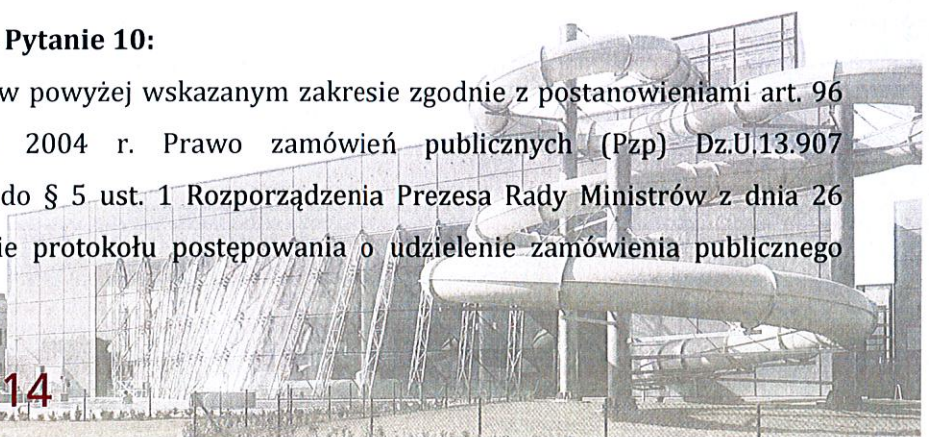 Pytanie 10:
w powyżej wskazanym zakresie zgodnie z postanowieniami art. 96
2004 r. Prawo zamówień publicznych (Pzp) Dz.U.13.907
do § 5 ust. 1 Rozporządzenia Prezesa Rady Ministrów z dnia 26
ie protokołu postępowania o udzielenie zamówienia publicznego
14